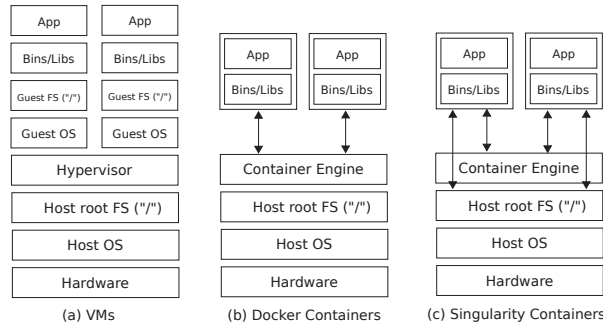 App
App
Bins/Libs
Bins/Libs
Guest FS ("/")
Guest FS ("/")
Guest OS
Guest OS
Hypervisor
Host root FS ("/")
Host OS
Hardware
(a) VMs
App
App
Bins/Libs
Bins/Libs
Container Engine
Host root FS ("/")
Host OS
Hardware
(b) Docker Containers
App
App
Bins/Libs
Bins/Libs
Container Engine
Host root FS ("/")
Host OS
Hardware
(c) Singularity Containers